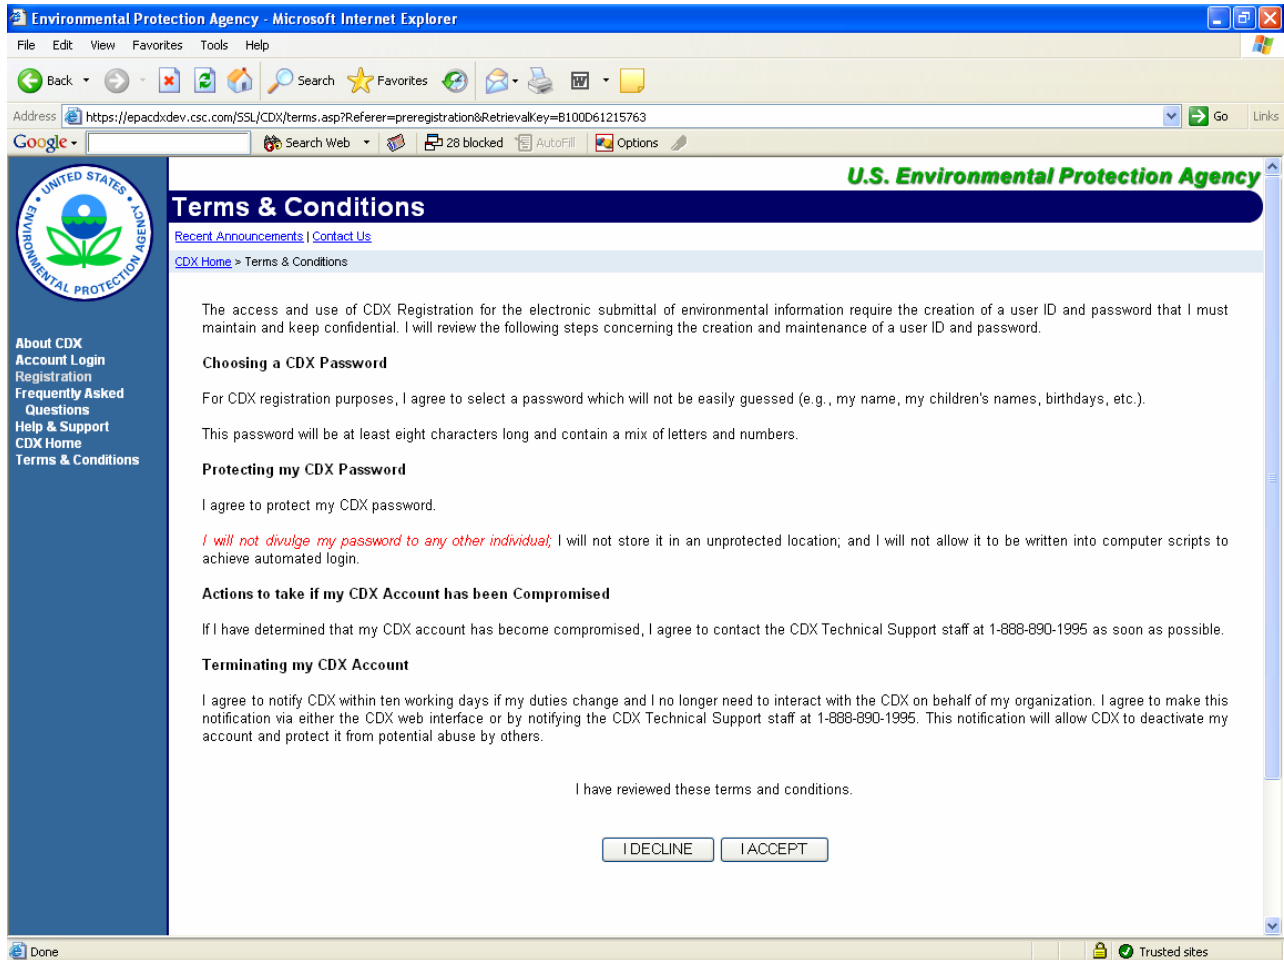 Environmental Protection Agency - Microsoft Internet Explorer
File Edit View Favorites Tools Help
Back Search Favorites
Address https://epacdxdev.csc.com/SSL/CDX/terms.asp?Referer=preregistration&RetrievalKey=B100D61215763 Go Links
Google Search Web 28 blocked AutoFill Options
UNITED STATES ENVIRONMENTAL PROTECTION AGENCY
U.S. Environmental Protection Agency
Terms & Conditions
Recent Announcements | Contact Us
CDX Home > Terms & Conditions
About CDX
Account Login
Registration
Frequently Asked
Questions
Help & Support
CDX Home
Terms & Conditions
The access and use of CDX Registration for the electronic submittal of environmental information require the creation of a user ID and password that I must
maintain and keep confidential. I will review the following steps concerning the creation and maintenance of a user ID and password.
Choosing a CDX Password
For CDX registration purposes, I agree to select a password which will not be easily guessed (e.g., my name, my children's names, birthdays, etc.).
This password will be at least eight characters long and contain a mix of letters and numbers.
Protecting my CDX Password
I agree to protect my CDX password.
I will not divulge my password to any other individual; I will not store it in an unprotected location; and I will not allow it to be written into computer scripts to
achieve automated login.
Actions to take if my CDX Account has been Compromised
If I have determined that my CDX account has become compromised, I agree to contact the CDX Technical Support staff at 1-888-890-1995 as soon as possible.
Terminating my CDX Account
I agree to notify CDX within ten working days if my duties change and I no longer need to interact with the CDX on behalf of my organization. I agree to make this
notification via either the CDX web interface or by notifying the CDX Technical Support staff at 1-888-890-1995. This notification will allow CDX to deactivate my
account and protect it from potential abuse by others.
I have reviewed these terms and conditions.
I DECLINE I ACCEPT
Done Trusted sites